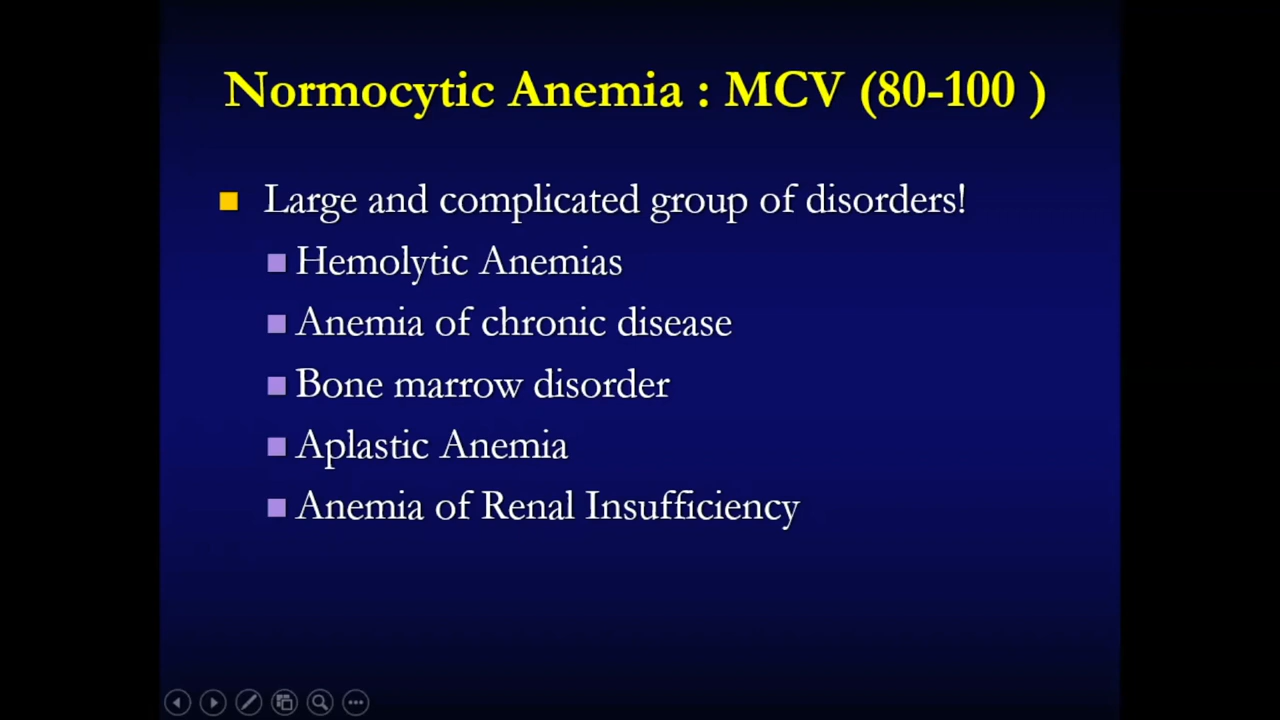 Normocytic Anemia : MCV (80-100 )
Large and complicated group of disorders!
Hemolytic Anemias
Anemia of chronic disease
Bone marrow disorder
Aplastic Anemia
Anemia of Renal Insufficiency